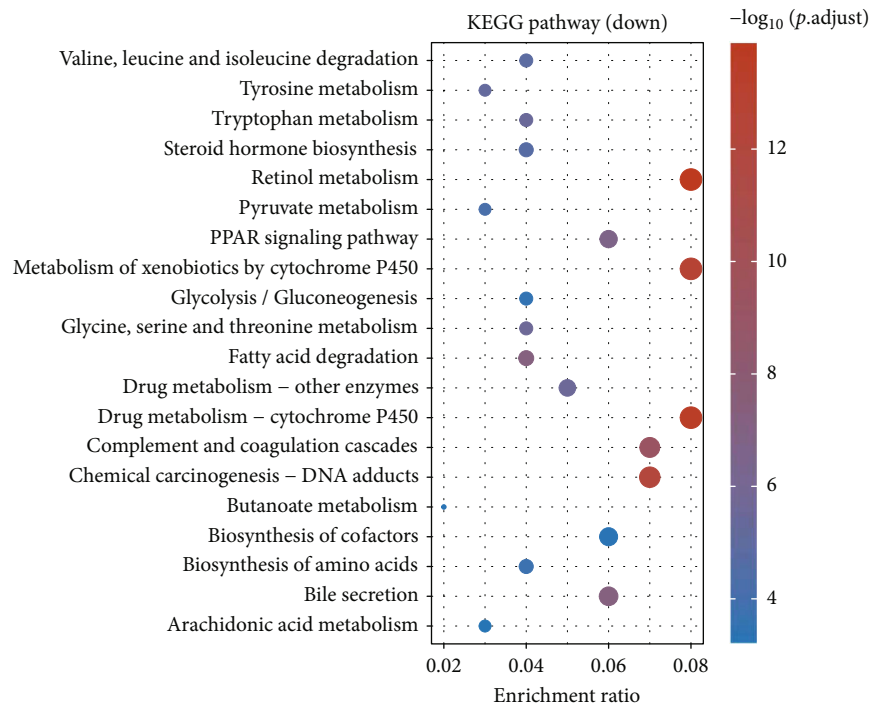 KEGG pathway (down)
−log10 (p.adjust)
Valine, leucine and isoleucine degradation
Tyrosine metabolism
Tryptophan metabolism
Steroid hormone biosynthesis
Retinol metabolism
Pyruvate metabolism
PPAR signaling pathway
Metabolism of xenobiotics by cytochrome P450
Glycolysis / Gluconeogenesis
Glycine, serine and threonine metabolism
Fatty acid degradation
Drug metabolism − other enzymes
Drug metabolism − cytochrome P450
Complement and coagulation cascades
Chemical carcinogenesis − DNA adducts
Butanoate metabolism
Biosynthesis of cofactors
Biosynthesis of amino acids
Bile secretion
Arachidonic acid metabolism
0.02 0.04 0.06 0.08
Enrichment ratio
12
10
8
6
4